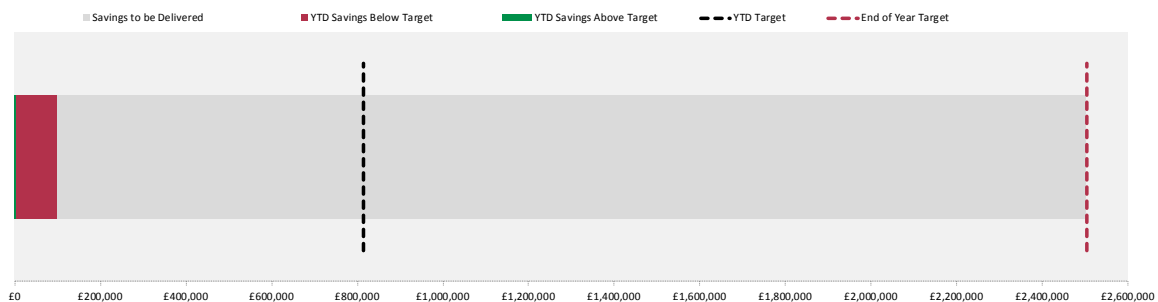 Savings to be Delivered YTD Savings Below Target YTD Savings Above Target YTD Target End of Year Target
£0 £200,000 £400,000 £600,000 £800,000 £1,000,000 £1,200,000 £1,400,000 £1,600,000 £1,800,000 £2,000,000 £2,200,000 £2,400,000 £2,600,000